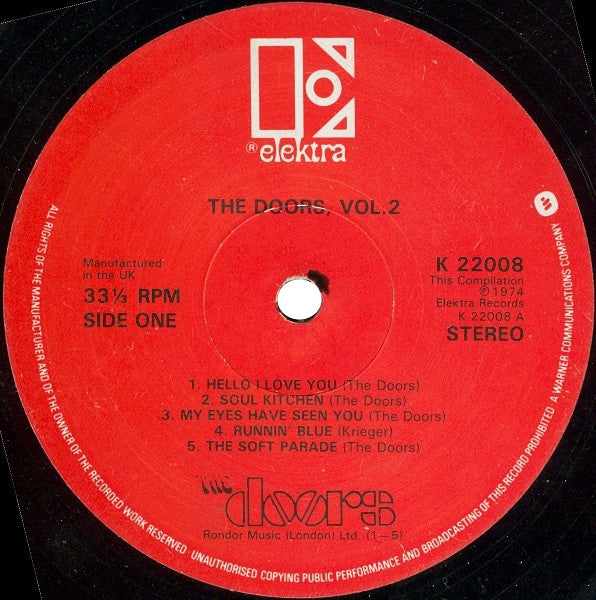 ® elektra
THE DOORS, VOL.2
Manufactured
in the UK
33⅓ RPM
SIDE ONE
K 22008
This Compilation
℗ 1974
Elektra Records
K 22008 A
STEREO
1. HELLO I LOVE YOU (The Doors)
2. SOUL KITCHEN (The Doors)
3. MY EYES HAVE SEEN YOU (The Doors)
4. RUNNIN' BLUE (Krieger)
5. THE SOFT PARADE (The Doors)
THE
doors
Rondor Music (London) Ltd. (1—5)
ALL RIGHTS OF THE MANUFACTURER AND OF THE OWNER OF THE RECORDED WORK RESERVED UNAUTHORISED COPYING PUBLIC PERFORMANCE AND BROADCASTING OF THIS RECORD PROHIBITED A WARNER COMMUNICATIONS COMPANY